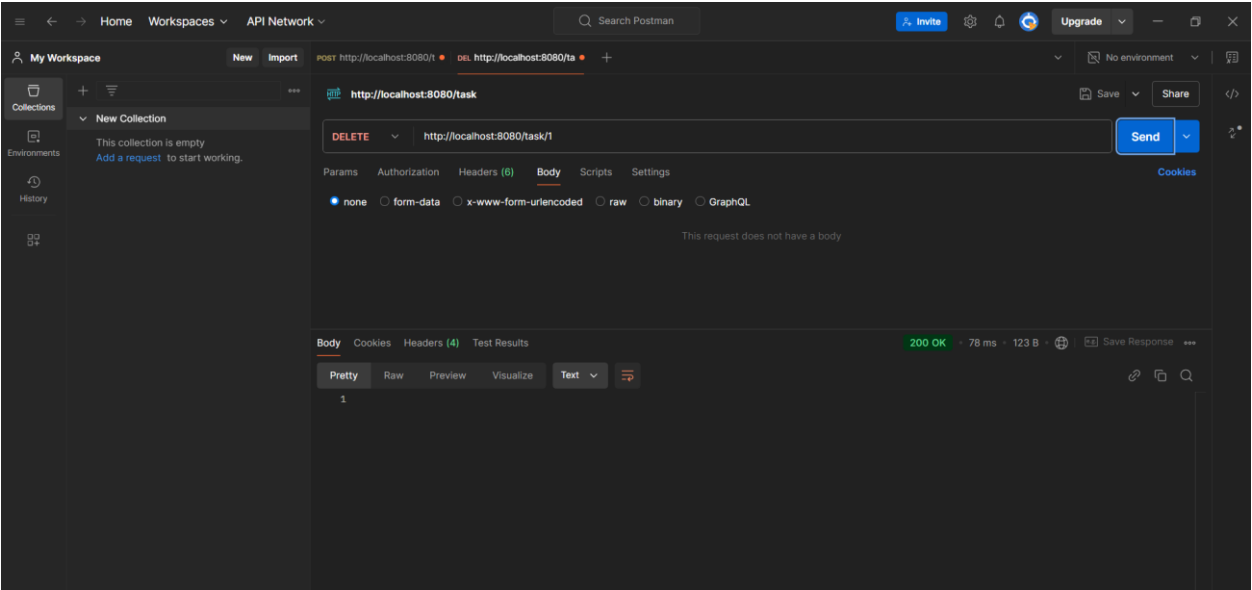 Home Workspaces API Network Search Postman Invite Upgrade
My Workspace New Import POST http://localhost:8080/t DEL http://localhost:8080/ta No environment
Collections
Environments
History
New Collection
This collection is empty
Add a request to start working.
HTTP http://localhost:8080/task Save Share
DELETE http://localhost:8080/task/1 Send
Params Authorization Headers (6) Body Scripts Settings Cookies
none form-data x-www-form-urlencoded raw binary GraphQL
This request does not have a body
Body Cookies Headers (4) Test Results 200 OK 78 ms 123 B Save Response
Pretty Raw Preview Visualize Text
1